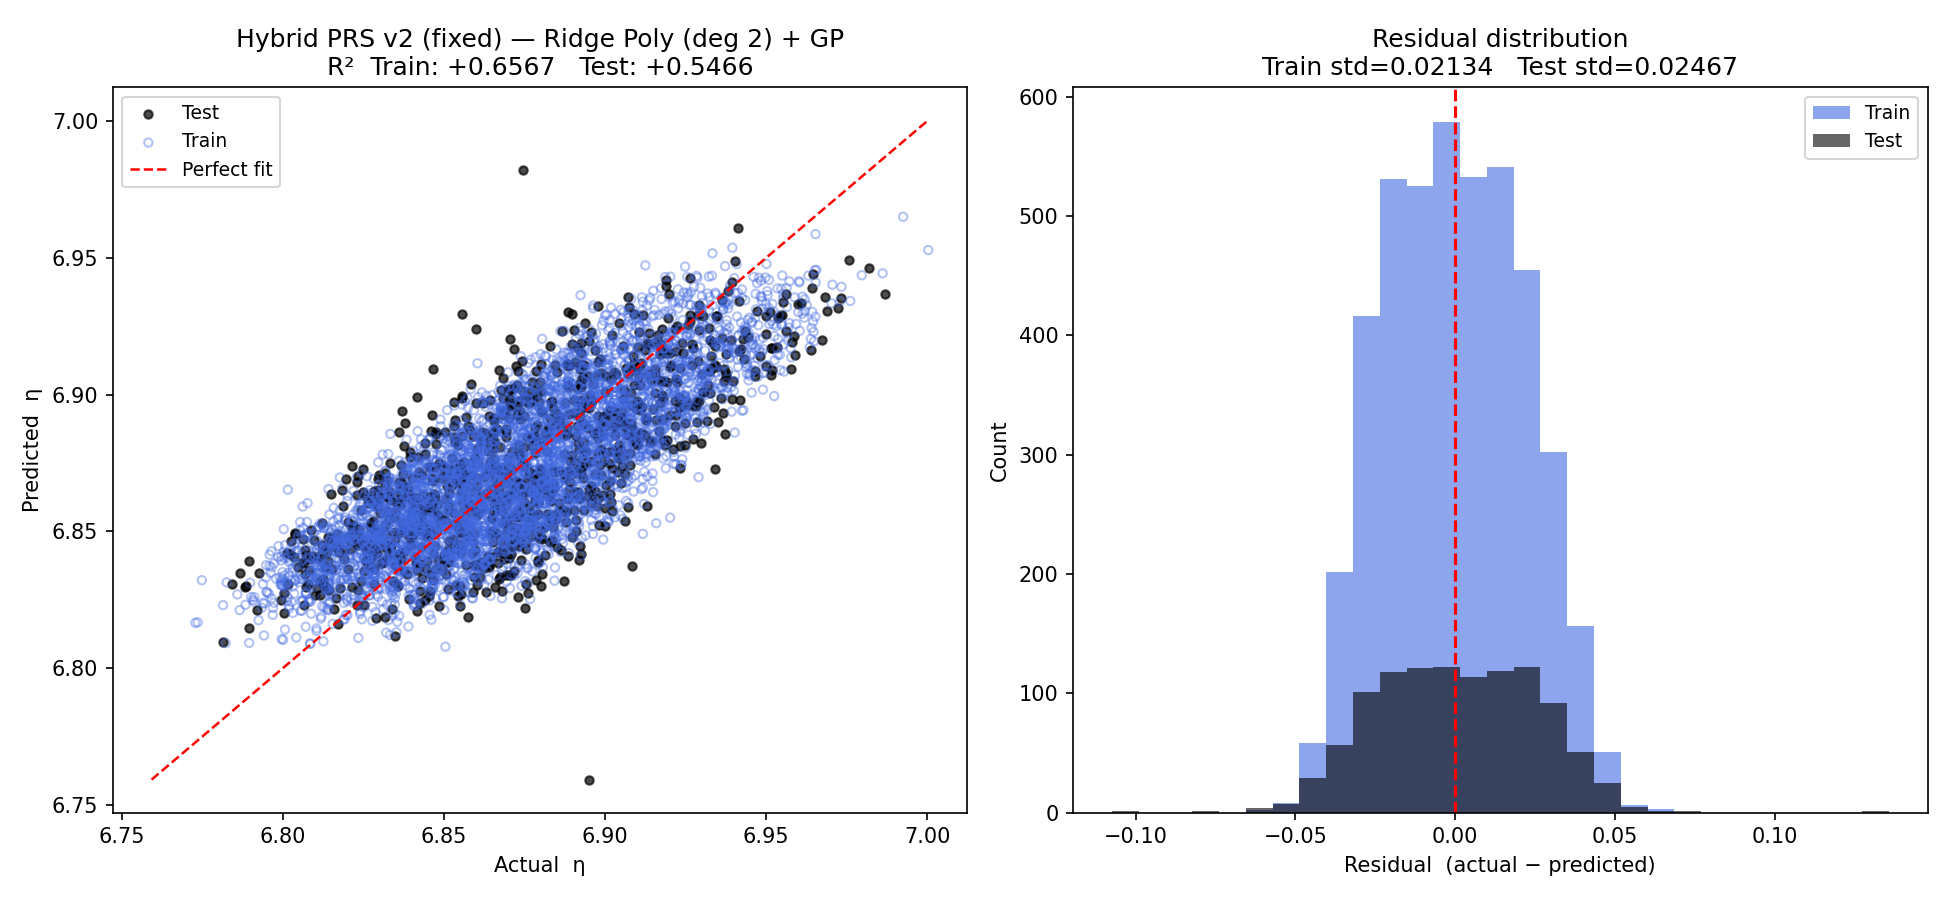 Hybrid PRS v2 (fixed) — Ridge Poly (deg 2) + GP
R² Train: +0.6567 Test: +0.5466
Test
Train
Perfect fit
7.00
6.95
6.90
6.85
6.80
6.75
Predicted η
6.75 6.80 6.85 6.90 6.95 7.00
Actual η
Residual distribution
Train std=0.02134 Test std=0.02467
Train
Test
600
500
400
300
200
100
0
Count
−0.10 −0.05 0.00 0.05 0.10
Residual (actual − predicted)